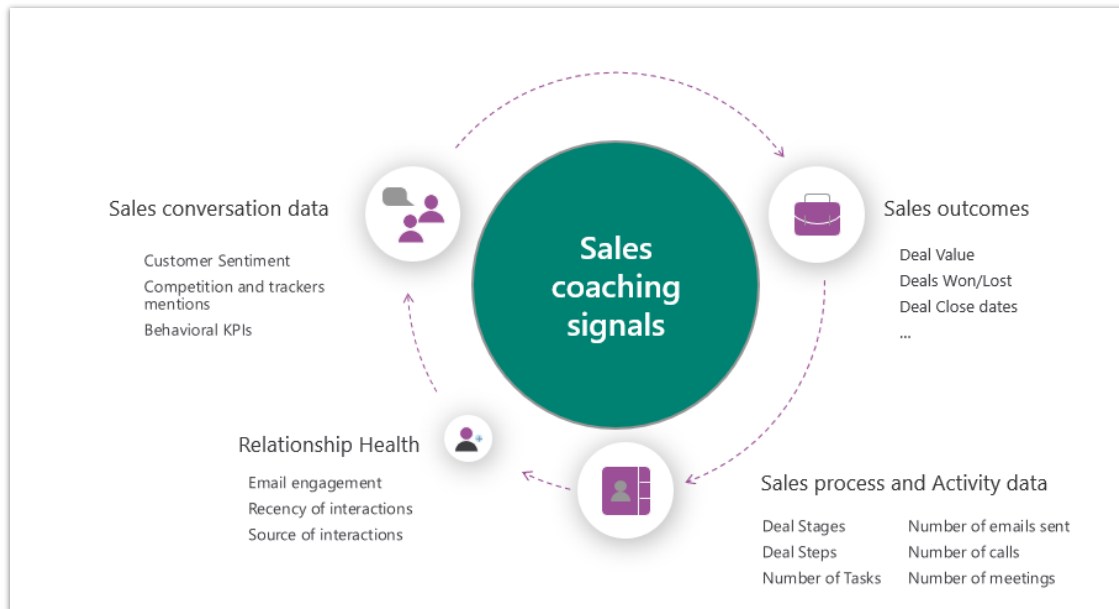 Sales conversation data
Customer Sentiment
Competition and trackers
mentions
Behavioral KPIs
Sales
coaching
signals
Sales outcomes
Deal Value
Deals Won/Lost
Deal Close dates
...
Relationship Health
Email engagement
Recency of interactions
Source of interactions
Sales process and Activity data
Deal Stages
Deal Steps
Number of Tasks
Number of emails sent
Number of calls
Number of meetings